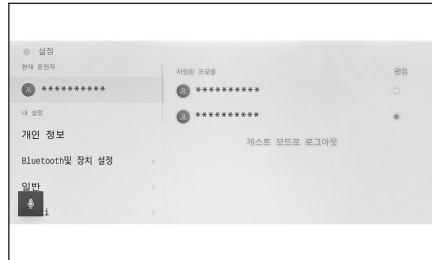 설정
현재 운전자
**********
내 설정
개인 정보
Bluetooth및 장치 설정
일반
i
저장된 프로필
편집
**********
**********
게스트 모드로 로그아웃